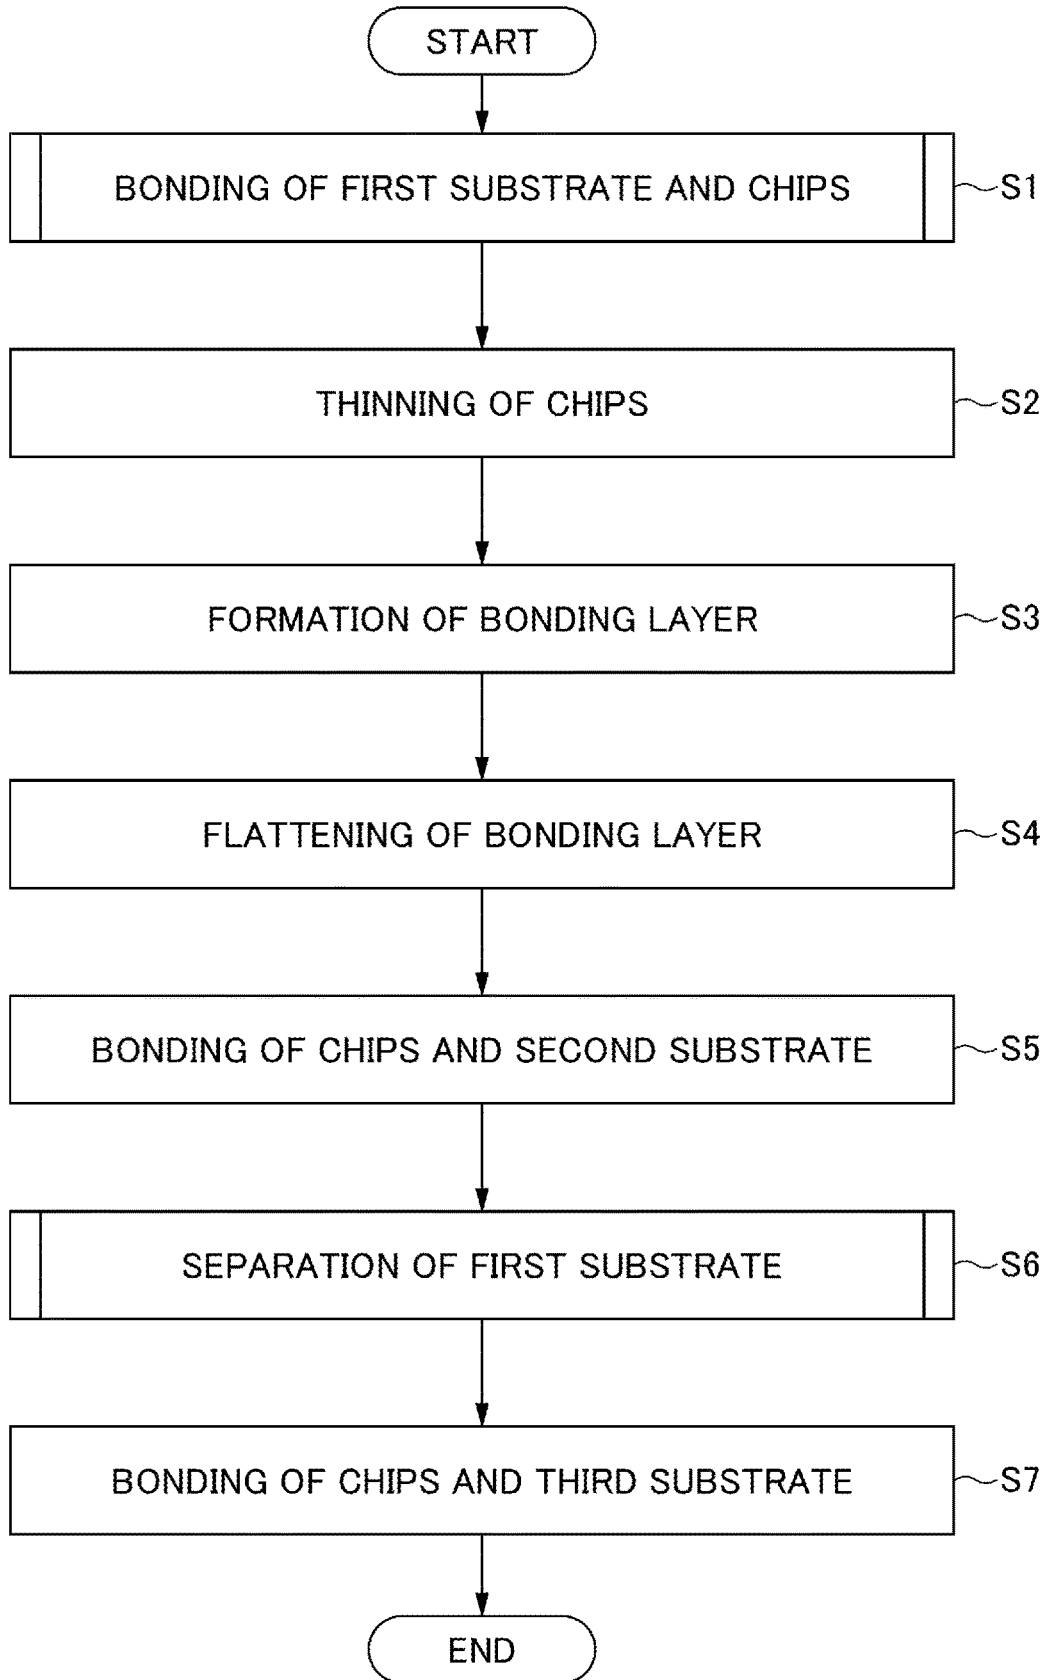 START
BONDING OF FIRST SUBSTRATE AND CHIPS
S1
THINNING OF CHIPS
S2
FORMATION OF BONDING LAYER
S3
FLATTENING OF BONDING LAYER
S4
BONDING OF CHIPS AND SECOND SUBSTRATE
S5
SEPARATION OF FIRST SUBSTRATE
S6
BONDING OF CHIPS AND THIRD SUBSTRATE
S7
END